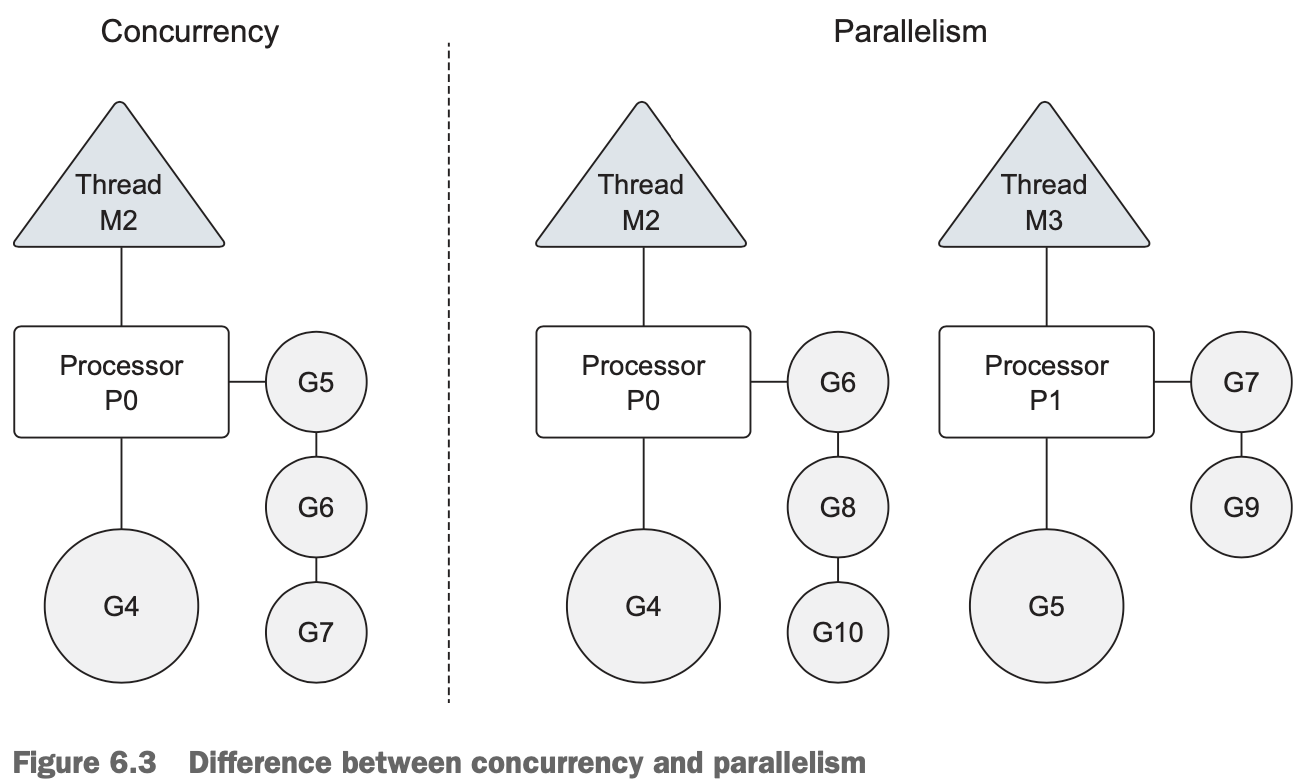 Concurrency
Thread
M2
Processor
P0
G5
G6
G4
G7
Parallelism
Thread
M2
Processor
P0
G6
G8
G4
G10
Thread
M3
Processor
P1
G7
G9
G5
Figure 6.3 Difference between concurrency and parallelism